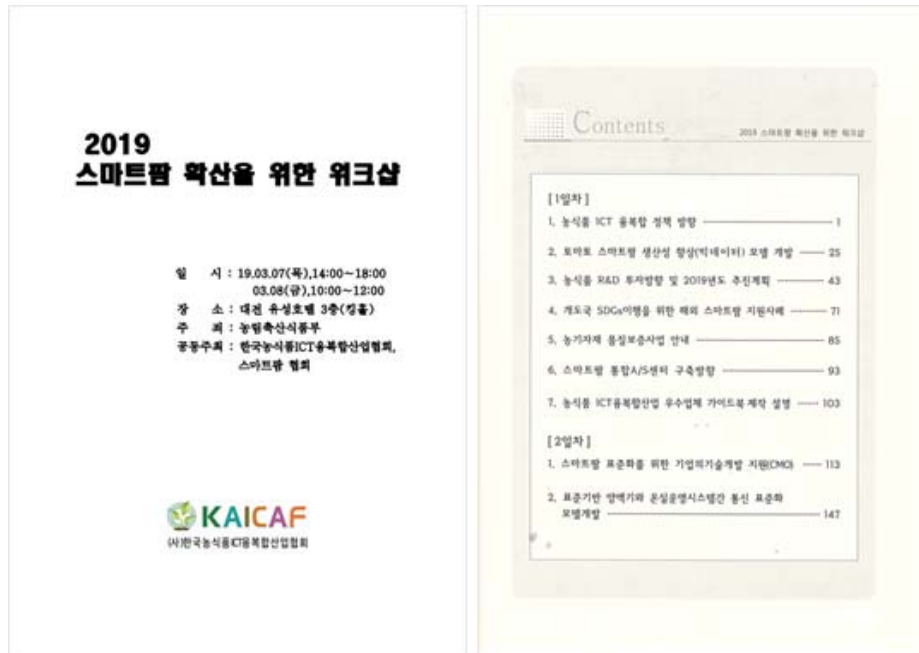 2019
스마트팜 확산을 위한 워크샵
일 시 : 19.03.07(목),14:00~18:00
03.08(금),10:00~12:00
장 소 : 대전 유성호텔 3층(킹홀)
주 최 : 농림축산식품부
공동주최 : 한국농식품ICT융복합산업협회,
스마트팜 협회
KAICAF
(사)한국농식품ICT융복합산업협회
Contents
2019 스마트팜 확산을 위한 워크샵
[1일차]
1. 농식품 ICT 융복합 정책 방향 1
2. 토마토 스마트팜 생산성 향상(빅데이터) 모델 개발 25
3. 농식품 R&D 투자방향 및 2019년도 추진계획 43
4. 개도국 SDGs이행을 위한 해외 스마트팜 지원사례 71
5. 농기자재 품질보증사업 안내 85
6. 스마트팜 통합A/S센터 구축방향 93
7. 농식품 ICT융복합산업 우수업체 가이드북 제작 설명 103
[2일차]
1. 스마트팜 표준화를 위한 기업의기술개발 지원(CMO) 113
2. 표준기반 양액기와 온실운영시스템간 통신 표준화
모델개발 147